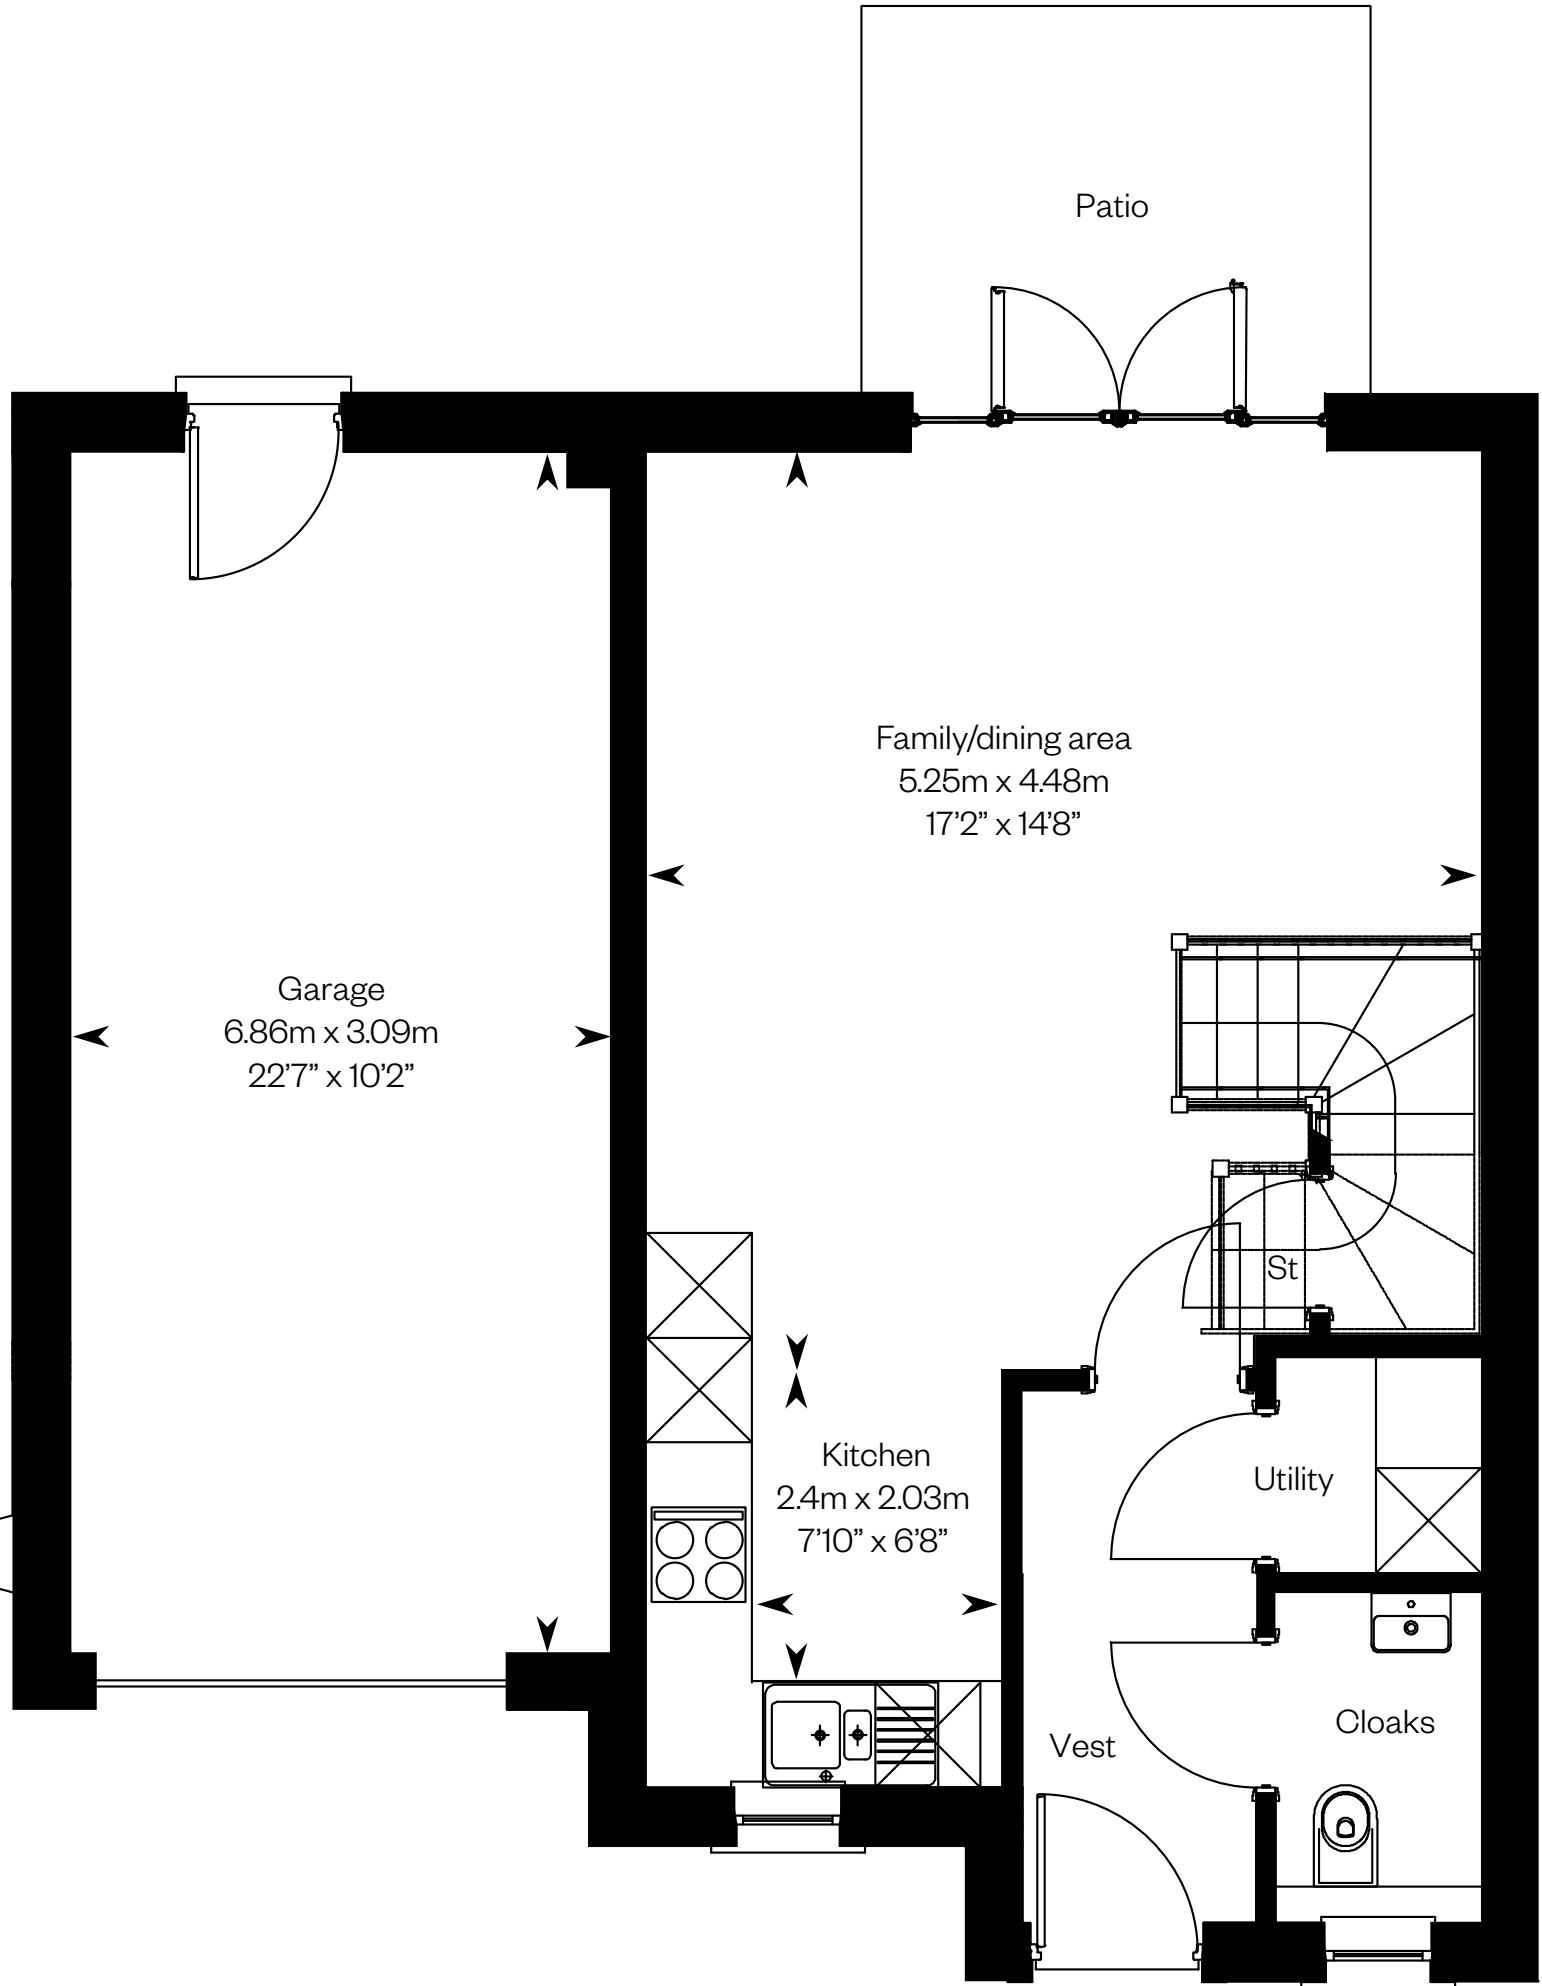 Patio
Family/dining area
5.25m x 4.48m
17’2” x 14’8”
Garage
6.86m x 3.09m
22’7” x 10’2”
St
Kitchen
2.4m x 2.03m
7’10” x 6’8”
Utility
Cloaks
Vest